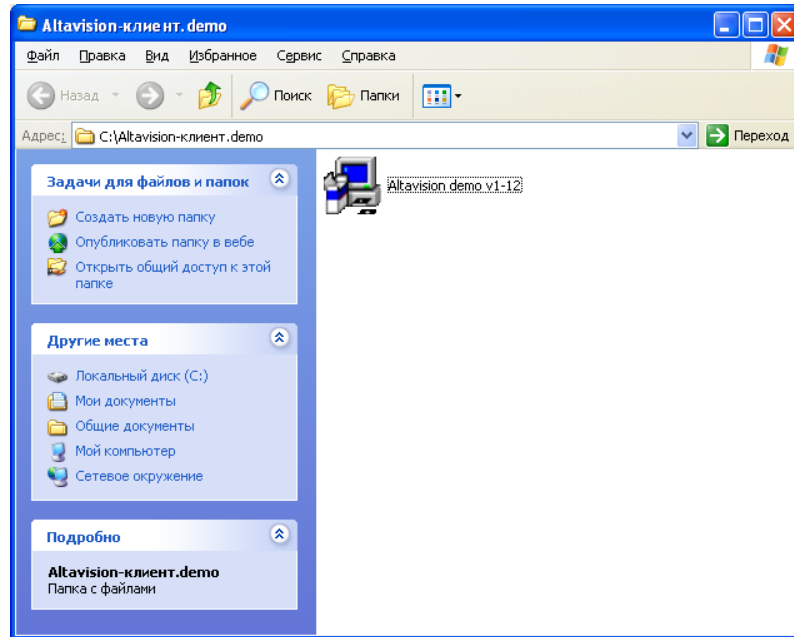 Altavision-клиент.demo
Файл Правка Вид Избранное Сервис Справка
Назад Поиск Папки
Адрес: C:\Altavision-клиент.demo Переход
Задачи для файлов и папок
Создать новую папку
Опубликовать папку в вебе
Открыть общий доступ к этой
папке
Другие места
Локальный диск (C:)
Мои документы
Общие документы
Мой компьютер
Сетевое окружение
Подробно
Altavision-клиент.demo
Папка с файлами
Altavision demo v1-12